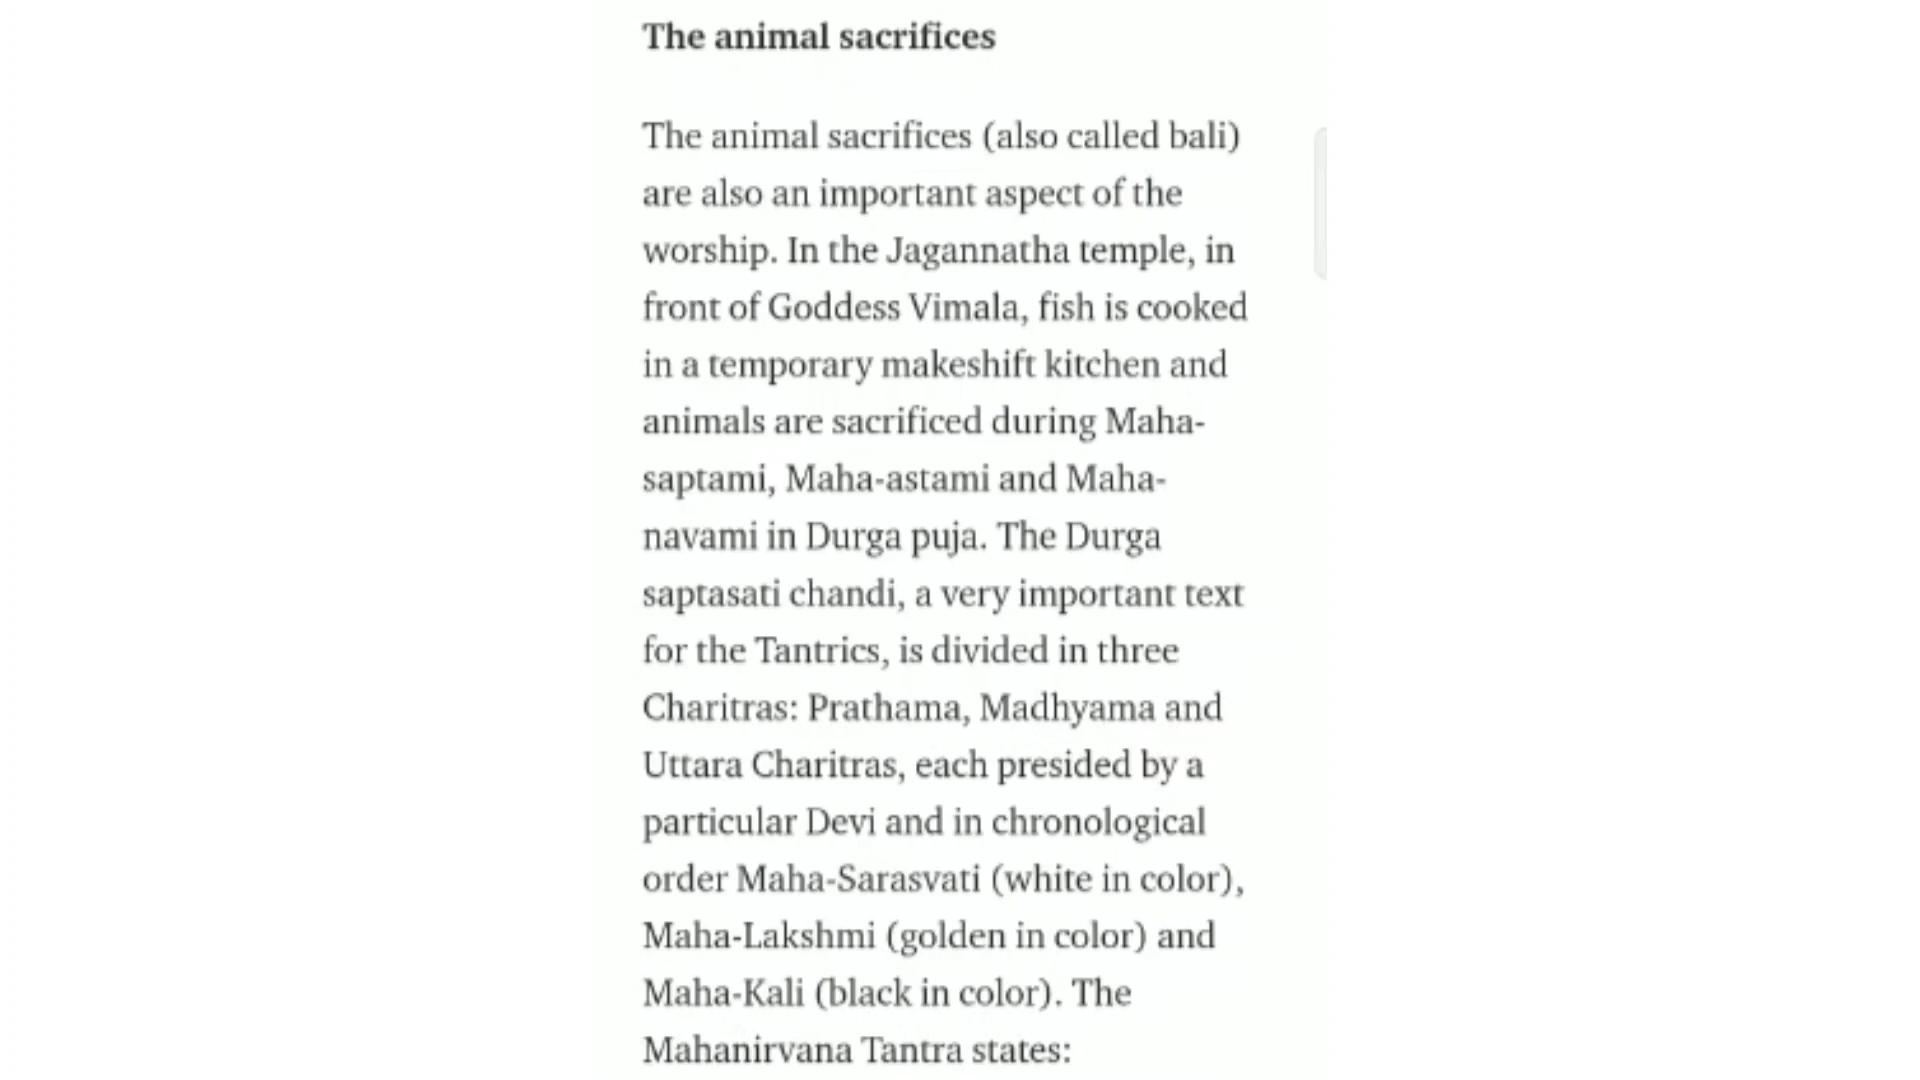 The animal sacrifices
The animal sacrifices (also called bali)
are also an important aspect of the
worship. In the Jagannatha temple, in
front of Goddess Vimala, fish is cooked
in a temporary makeshift kitchen and
animals are sacrificed during Maha-
saptami, Maha-astami and Maha-
navami in Durga puja. The Durga
saptasati chandi, a very important text
for the Tantrics, is divided in three
Charitras: Prathama, Madhyama and
Uttara Charitras, each presided by a
particular Devi and in chronological
order Maha-Sarasvati (white in color),
Maha-Lakshmi (golden in color) and
Maha-Kali (black in color). The
Mahanirvana Tantra states: